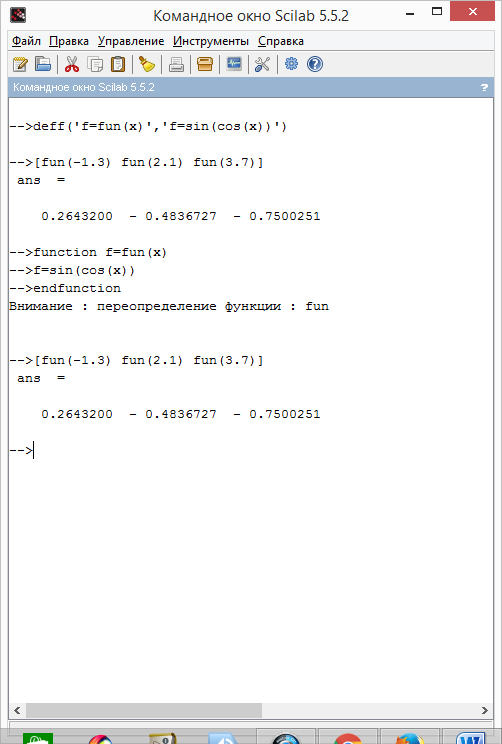 Командное окно Scilab 5.5.2
Файл Правка Управление Инструменты Справка
Командное окно Scilab 5.5.2 ?
-->deff('f=fun(x)','f=sin(cos(x))')
-->[fun(-1.3) fun(2.1) fun(3.7)]
ans  =
0.2643200  - 0.4836727  - 0.7500251
-->function f=fun(x)
-->f=sin(cos(x))
-->endfunction
Внимание : переопределение функции : fun
-->[fun(-1.3) fun(2.1) fun(3.7)]
ans  =
0.2643200  - 0.4836727  - 0.7500251
-->